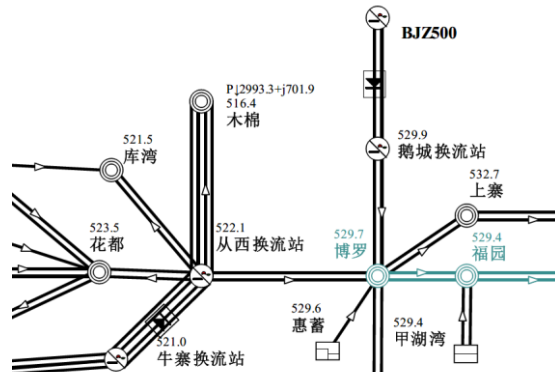 BJZ500
P↓2993.3+j701.9
516.4
木棉
521.5
库湾
529.9
鹅城换流站
532.7
上寨
523.5
花都
522.1
从西换流站
529.7
博罗
529.4
福园
529.6
惠蓄
529.4
甲湖湾
521.0
牛寨换流站